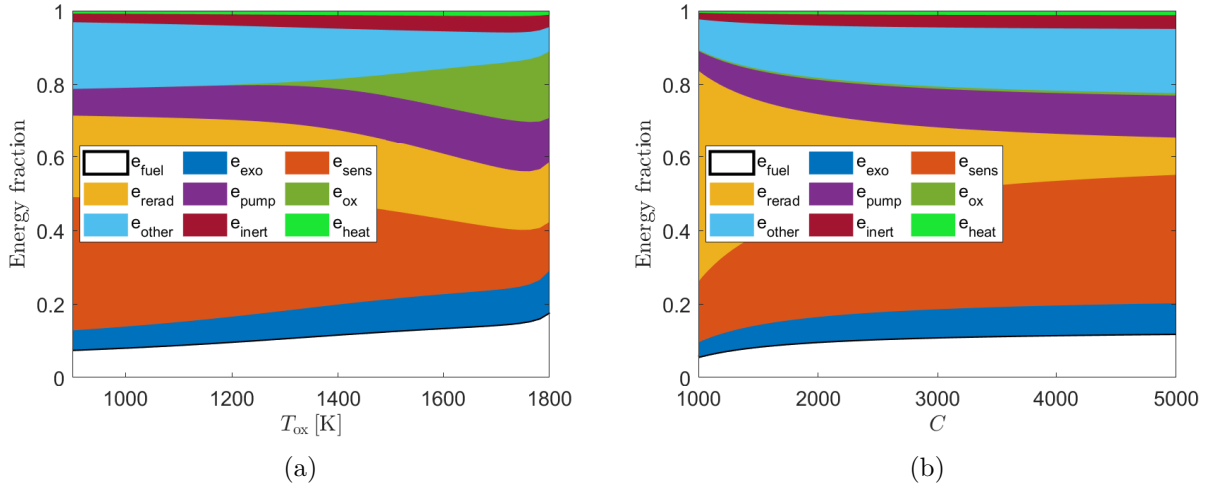 1
0.8
0.6
0.4
0.2
0
Energy fraction
e_fuel e_exo e_sens
e_rerad e_pump e_ox
e_other e_inert e_heat
1000 1200 1400 1600 1800
T_ox [K]
(a)
1
0.8
0.6
0.4
0.2
0
Energy fraction
e_fuel e_exo e_sens
e_rerad e_pump e_ox
e_other e_inert e_heat
1000 2000 3000 4000 5000
C
(b)